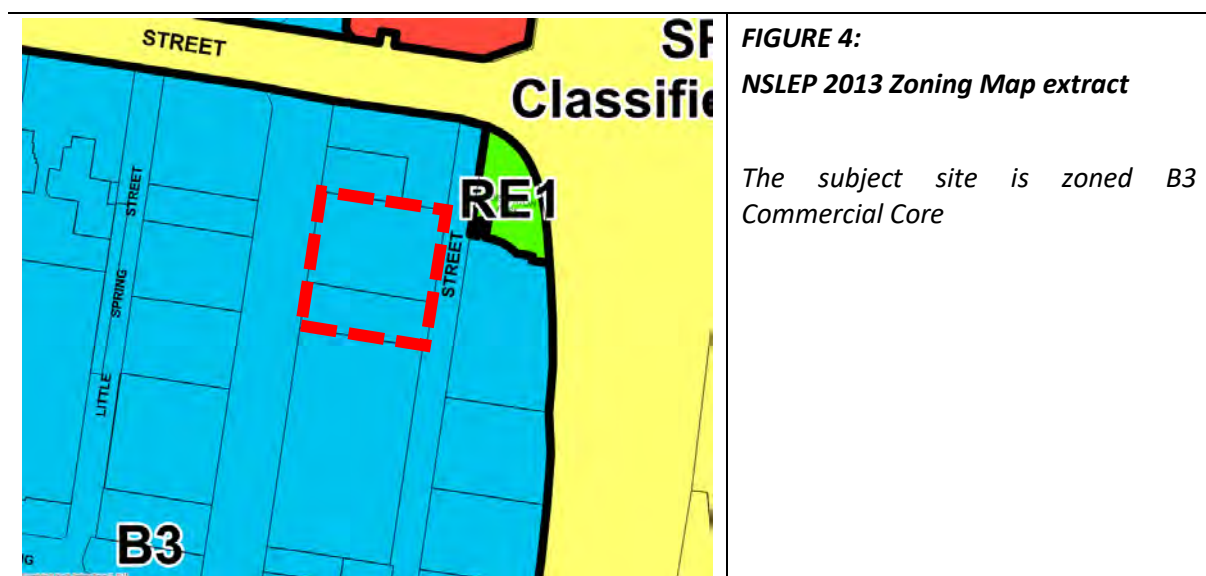 STREET
SP
Classifie
RE1
STREET
STREET
SPRING
LITTLE
B3
FIGURE 4:
NSLEP 2013 Zoning Map extract
The subject site is zoned B3
Commercial Core